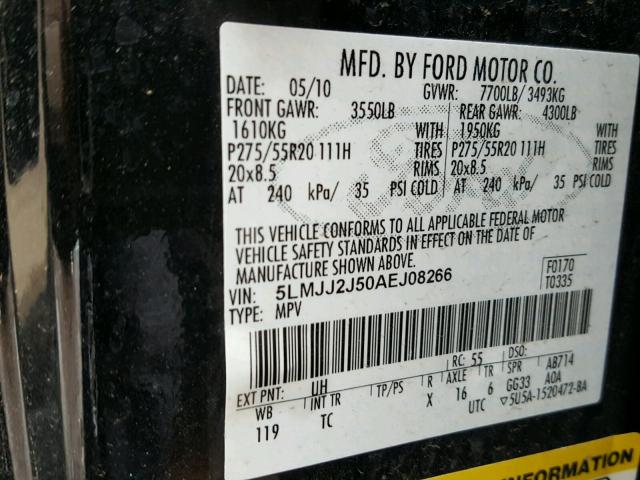 MFD. BY FORD MOTOR CO.
DATE: 05/10 GVWR: 7700LB/ 3493KG
FRONT GAWR: 3550LB REAR GAWR: 4300LB
1610KG WITH 1950KG WITH
P275/55R20 111H TIRES P275/55R20 111H TIRES
20x8.5 RIMS 20x8.5 RIMS
AT 240 kPa/ 35 PSI COLD AT 240 kPa/ 35 PSI COLD
THIS VEHICLE CONFORMS TO ALL APPLICABLE FEDERAL MOTOR
VEHICLE SAFETY STANDARDS IN EFFECT ON THE DATE OF
MANUFACTURE SHOWN ABOVE.
VIN: 5LMJJ2J50AEJ08266 F0170
TYPE: MPV T0335
RC: 55 DSO:
EXT PNT: UH TP/PS R AXLE TR SPR AB714
WB INT TR X 16 6 GG33 A0A
119 TC UTC 5U5A-1520472-BA
INFORMATION